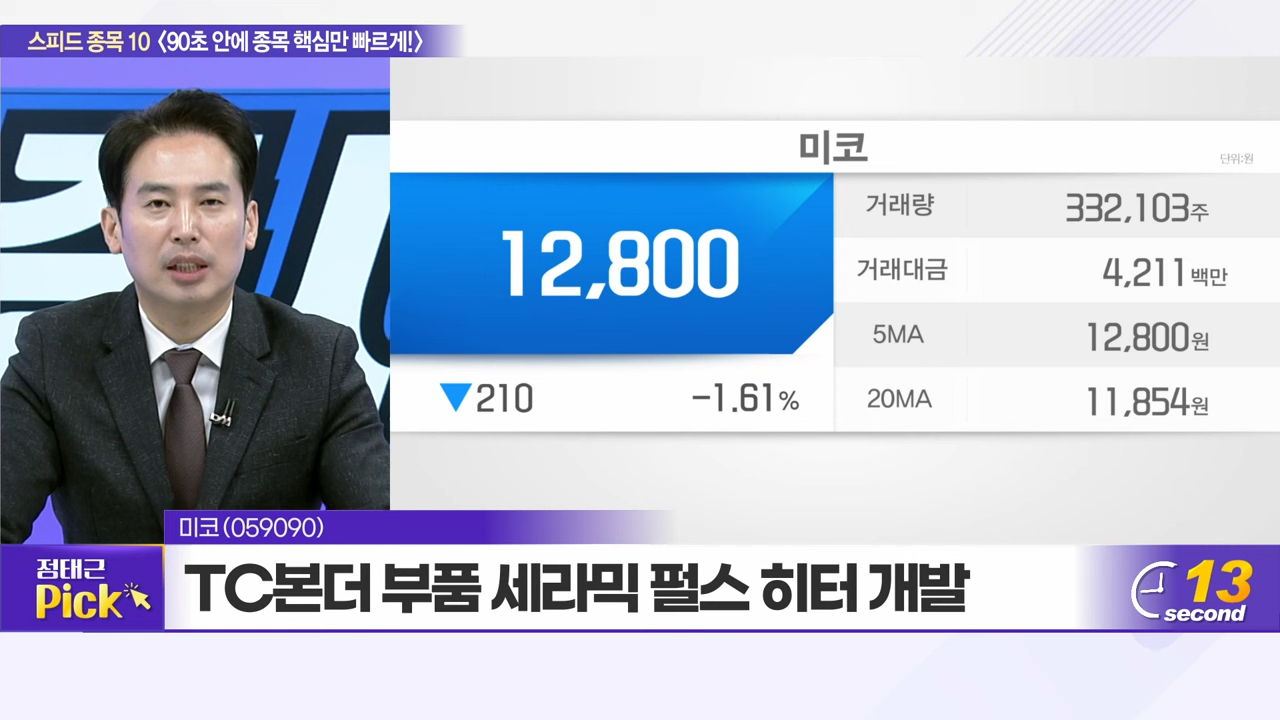 스피드 종목 10 〈90초 안에 종목 핵심만 빠르게!〉
미코
단위:원
12,800
▼210 -1.61%
거래량 332,103주
거래대금 4,211백만
5MA 12,800원
20MA 11,854원
미코(059090)
정태근
Pick
TC본더 부품 세라믹 펄스 히터 개발
13
second